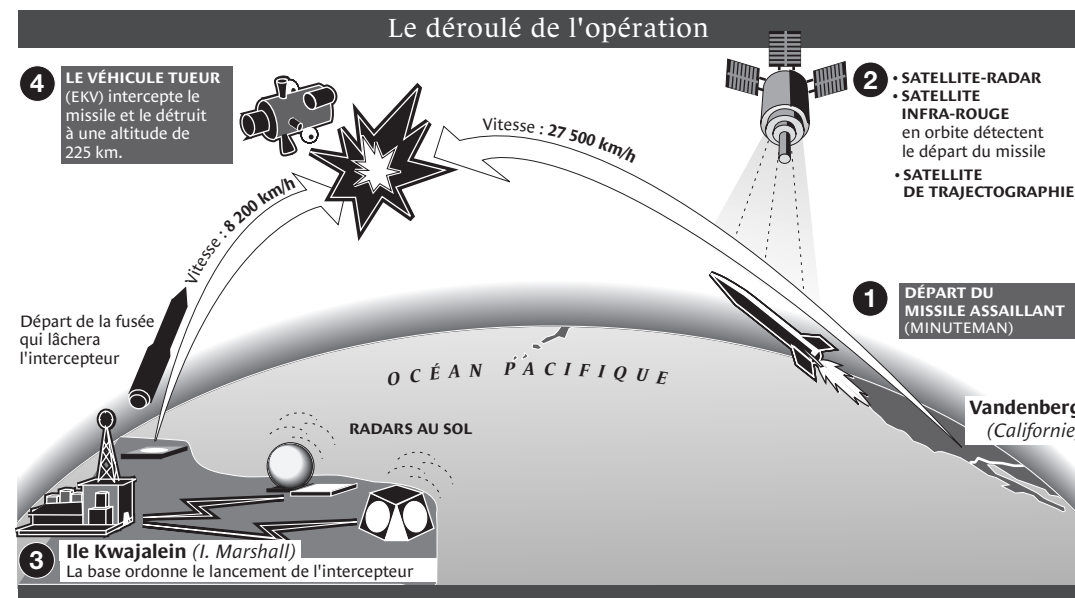 Le déroulé de l'opération
4
LE VÉHICULE TUEUR
(EKV) intercepte le
missile et le détruit
à une altitude de
225 km.
Vitesse : 27 500 km/h
2
• SATELLITE-RADAR
• SATELLITE
INFRA-ROUGE
en orbite détectent
le départ du missile
• SATELLITE
DE TRAJECTOGRAPHIE
Vitesse : 8 200 km/h
1
DÉPART DU
MISSILE ASSAILLANT
(MINUTEMAN)
Départ de la fusée
qui lâchera
l'intercepteur
OCÉAN PACIFIQUE
Vandenberg
(Californie)
RADARS AU SOL
3
Ile Kwajalein (I. Marshall)
La base ordonne le lancement de l'intercepteur